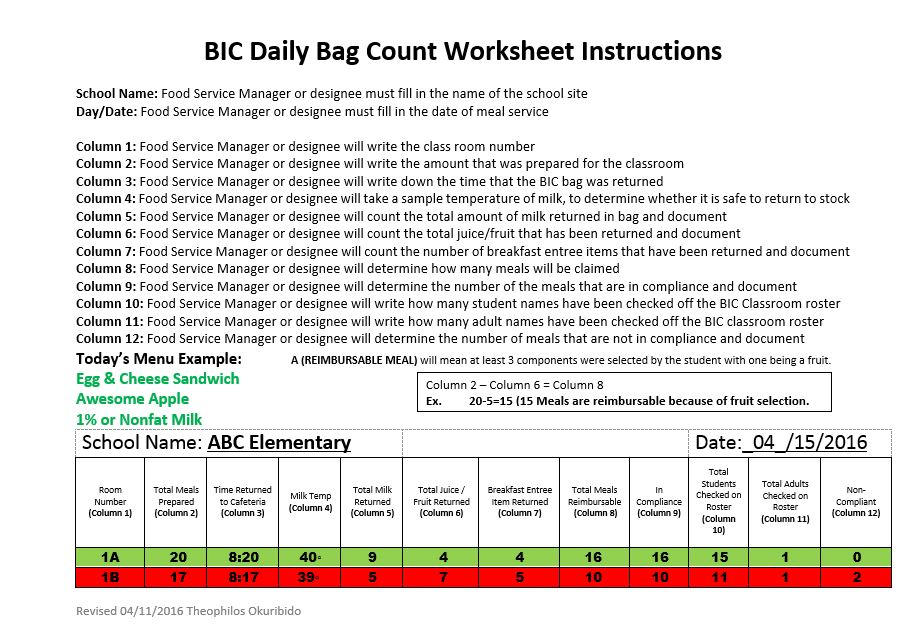 BIC Daily Bag Count Worksheet Instructions
School Name: Food Service Manager or designee must fill in the name of the school site
Day/Date: Food Service Manager or designee must fill in the date of meal service
Column 1: Food Service Manager or designee will write the class room number
Column 2: Food Service Manager or designee will write the amount that was prepared for the classroom
Column 3: Food Service Manager or designee will write down the time that the BIC bag was returned
Column 4: Food Service Manager or designee will take a sample temperature of milk, to determine whether it is safe to return to stock
Column 5: Food Service Manager or designee will count the total amount of milk returned in bag and document
Column 6: Food Service Manager or designee will count the total juice/fruit that has been returned and document
Column 7: Food Service Manager or designee will count the number of breakfast entree items that have been returned and document
Column 8: Food Service Manager or designee will determine how many meals will be claimed
Column 9: Food Service Manager or designee will determine the number of the meals that are in compliance and document
Column 10: Food Service Manager or designee will write how many student names have been checked off the BIC Classroom roster
Column 11: Food Service Manager or designee will write how many adult names have been checked off the BIC classroom roster
Column 12: Food Service Manager or designee will determine the number of meals that are not in compliance and document
Today's Menu Example: A (REIMBURSABLE MEAL) will mean at least 3 components were selected by the student with one being a fruit.
Egg & Cheese Sandwich
Awesome Apple
1% or Nonfat Milk
Column 2 – Column 6 = Column 8
Ex. 20-5=15 (15 Meals are reimbursable because of fruit selection.
School Name: ABC Elementary Date:_04_/15/2016
Room Number (Column 1) Total Meals Prepared (Column 2) Time Returned to Cafeteria (Column 3) Milk Temp (Column 4) Total Milk Returned (Column 5) Total Juice / Fruit Returned (Column 6) Breakfast Entree Item Returned (Column 7) Total Meals Reimbursable (Column 8) In Compliance (Column 9) Total Students Checked on Roster (Column 10) Total Adults Checked on Roster (Column 11) Non-Compliant (Column 12)
1A 20 8:20 40° 9 4 4 16 16 15 1 0
1B 17 8:17 39° 5 7 5 10 10 11 1 2
Revised 04/11/2016 Theophilos Okuribido